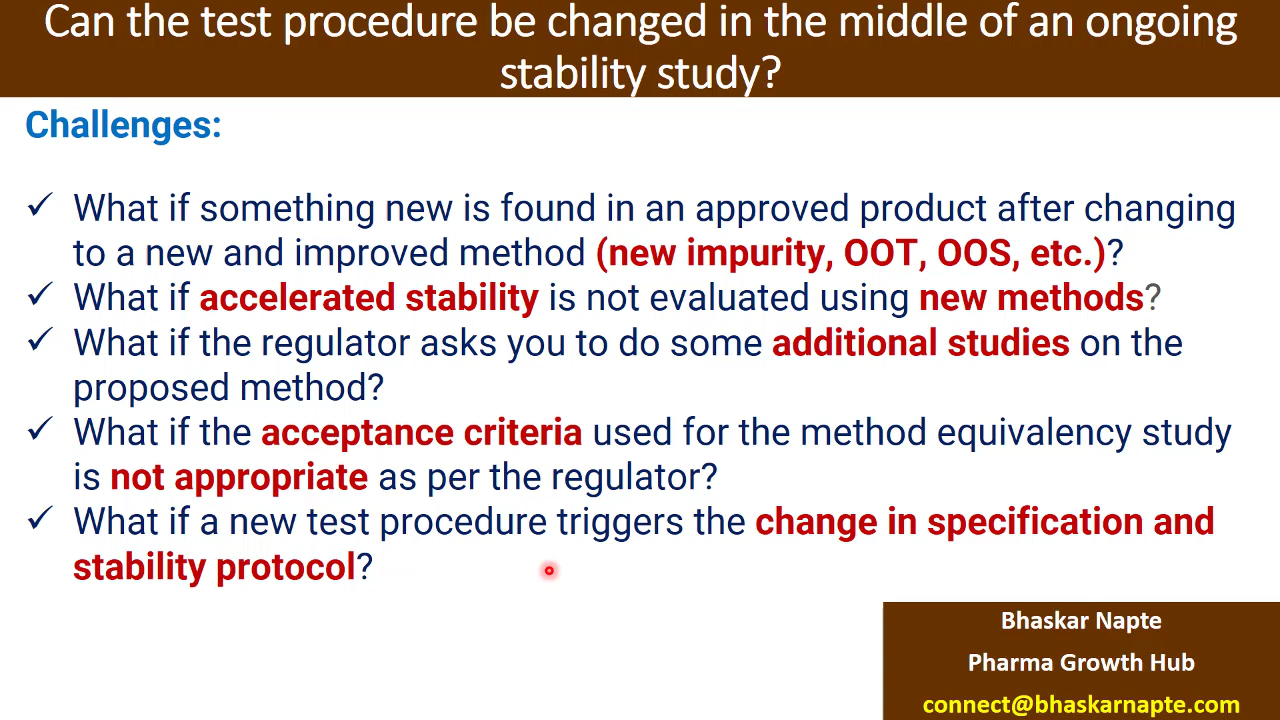 Can the test procedure be changed in the middle of an ongoing
stability study?
Challenges:
✓ What if something new is found in an approved product after changing
to a new and improved method (new impurity, OOT, OOS, etc.)?
✓ What if accelerated stability is not evaluated using new methods?
✓ What if the regulator asks you to do some additional studies on the
proposed method?
✓ What if the acceptance criteria used for the method equivalency study
is not appropriate as per the regulator?
✓ What if a new test procedure triggers the change in specification and
stability protocol?
Bhaskar Napte
Pharma Growth Hub
connect@bhaskarnapte.com